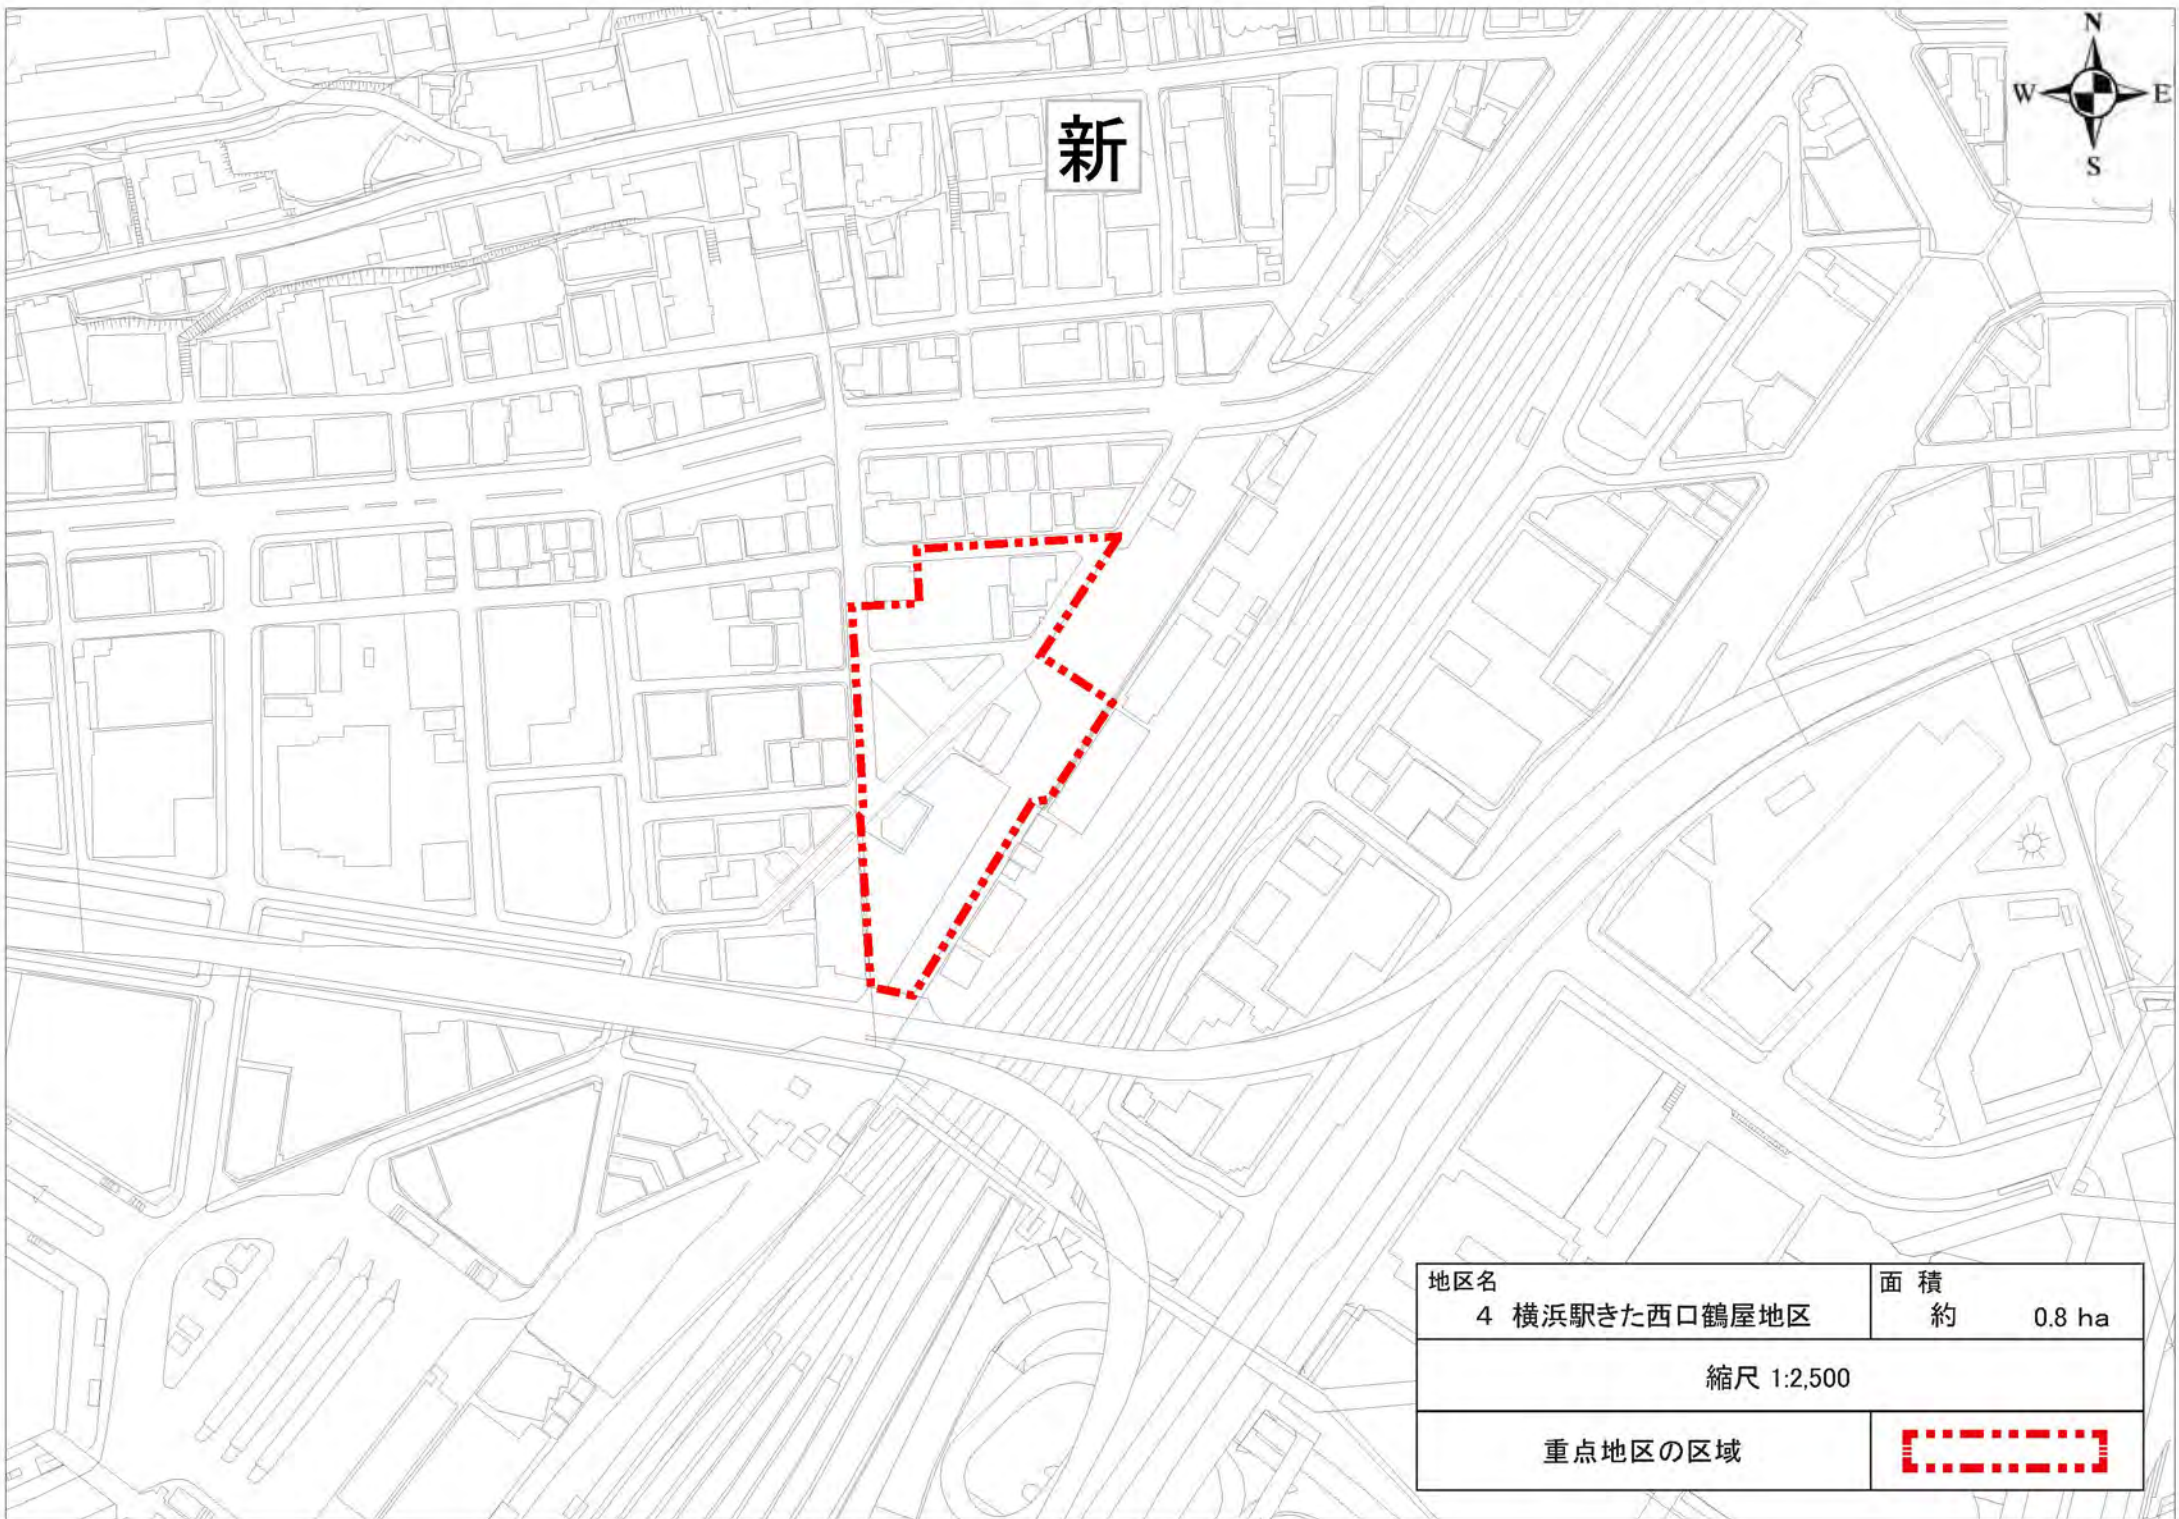 N
W E
S
新
地区名
4 横浜駅きた西口鶴屋地区
面 積
約 0.8 ha
縮尺 1:2,500
重点地区の区域